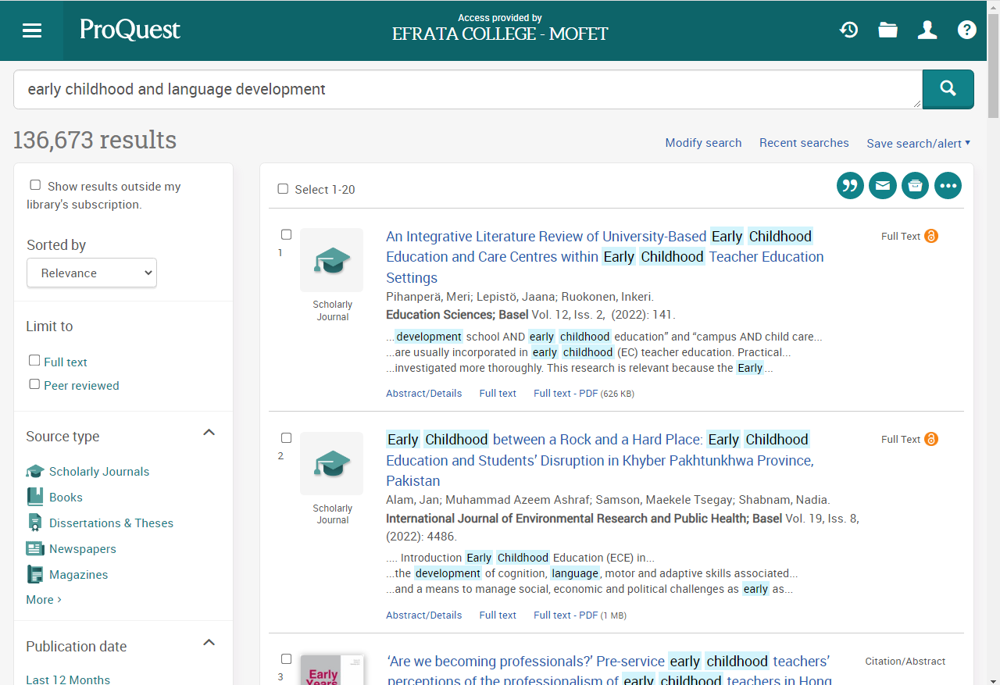 ProQuest
Access provided by
EFRATA COLLEGE - MOFET
early childhood and language development
136,673 results
Modify search
Recent searches
Save search/alert
Show results outside my
library's subscription.
Sorted by
Relevance
Limit to
Full text
Peer reviewed
Source type
Scholarly Journals
Books
Dissertations & Theses
Newspapers
Magazines
More ›
Publication date
Last 12 Months
Select 1-20
1
Scholarly
Journal
An Integrative Literature Review of University-Based Early Childhood
Education and Care Centres within Early Childhood Teacher Education
Settings
Full Text
Pihanperä, Meri; Lepistö, Jaana; Ruokonen, Inkeri.
Education Sciences; Basel Vol. 12, Iss. 2, (2022): 141.
...development school AND early childhood education” and “campus AND child care...
...are usually incorporated in early childhood (EC) teacher education. Practical...
...investigated more thoroughly. This research is relevant because the Early...
Abstract/Details Full text Full text - PDF (626 KB)
2
Scholarly
Journal
Early Childhood between a Rock and a Hard Place: Early Childhood
Education and Students’ Disruption in Khyber Pakhtunkhwa Province,
Pakistan
Full Text
Alam, Jan; Muhammad Azeem Ashraf; Samson, Maekele Tsegay; Shabnam, Nadia.
International Journal of Environmental Research and Public Health; Basel Vol. 19, Iss. 8,
(2022): 4486.
.... Introduction Early Childhood Education (ECE) in...
...the development of cognition, language, motor and adaptive skills associated...
...and a means to manage social, economic and political challenges as early as...
Abstract/Details Full text Full text - PDF (1 MB)
3
Early
Years
‘Are we becoming professionals?’ Pre-service early childhood teachers’
perceptions of the professionalism of early childhood teachers in Hong
Citation/Abstract